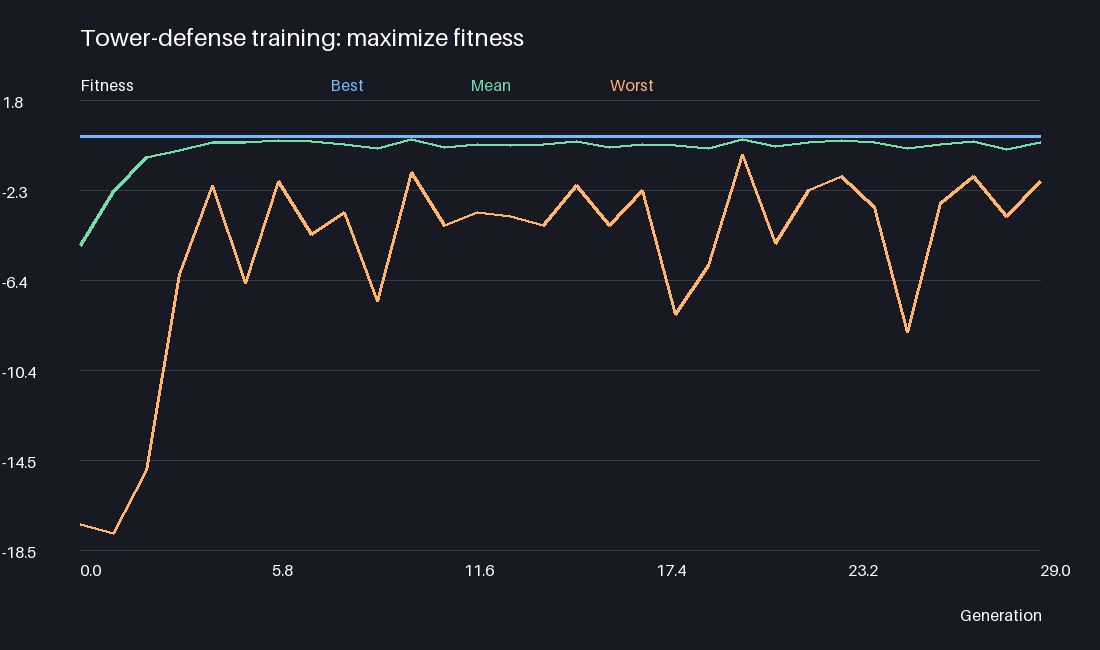 Tower-defense training: maximize fitness
Fitness Best Mean Worst
1.8
-2.3
-6.4
-10.4
-14.5
-18.5
0.0 5.8 11.6 17.4 23.2 29.0
Generation